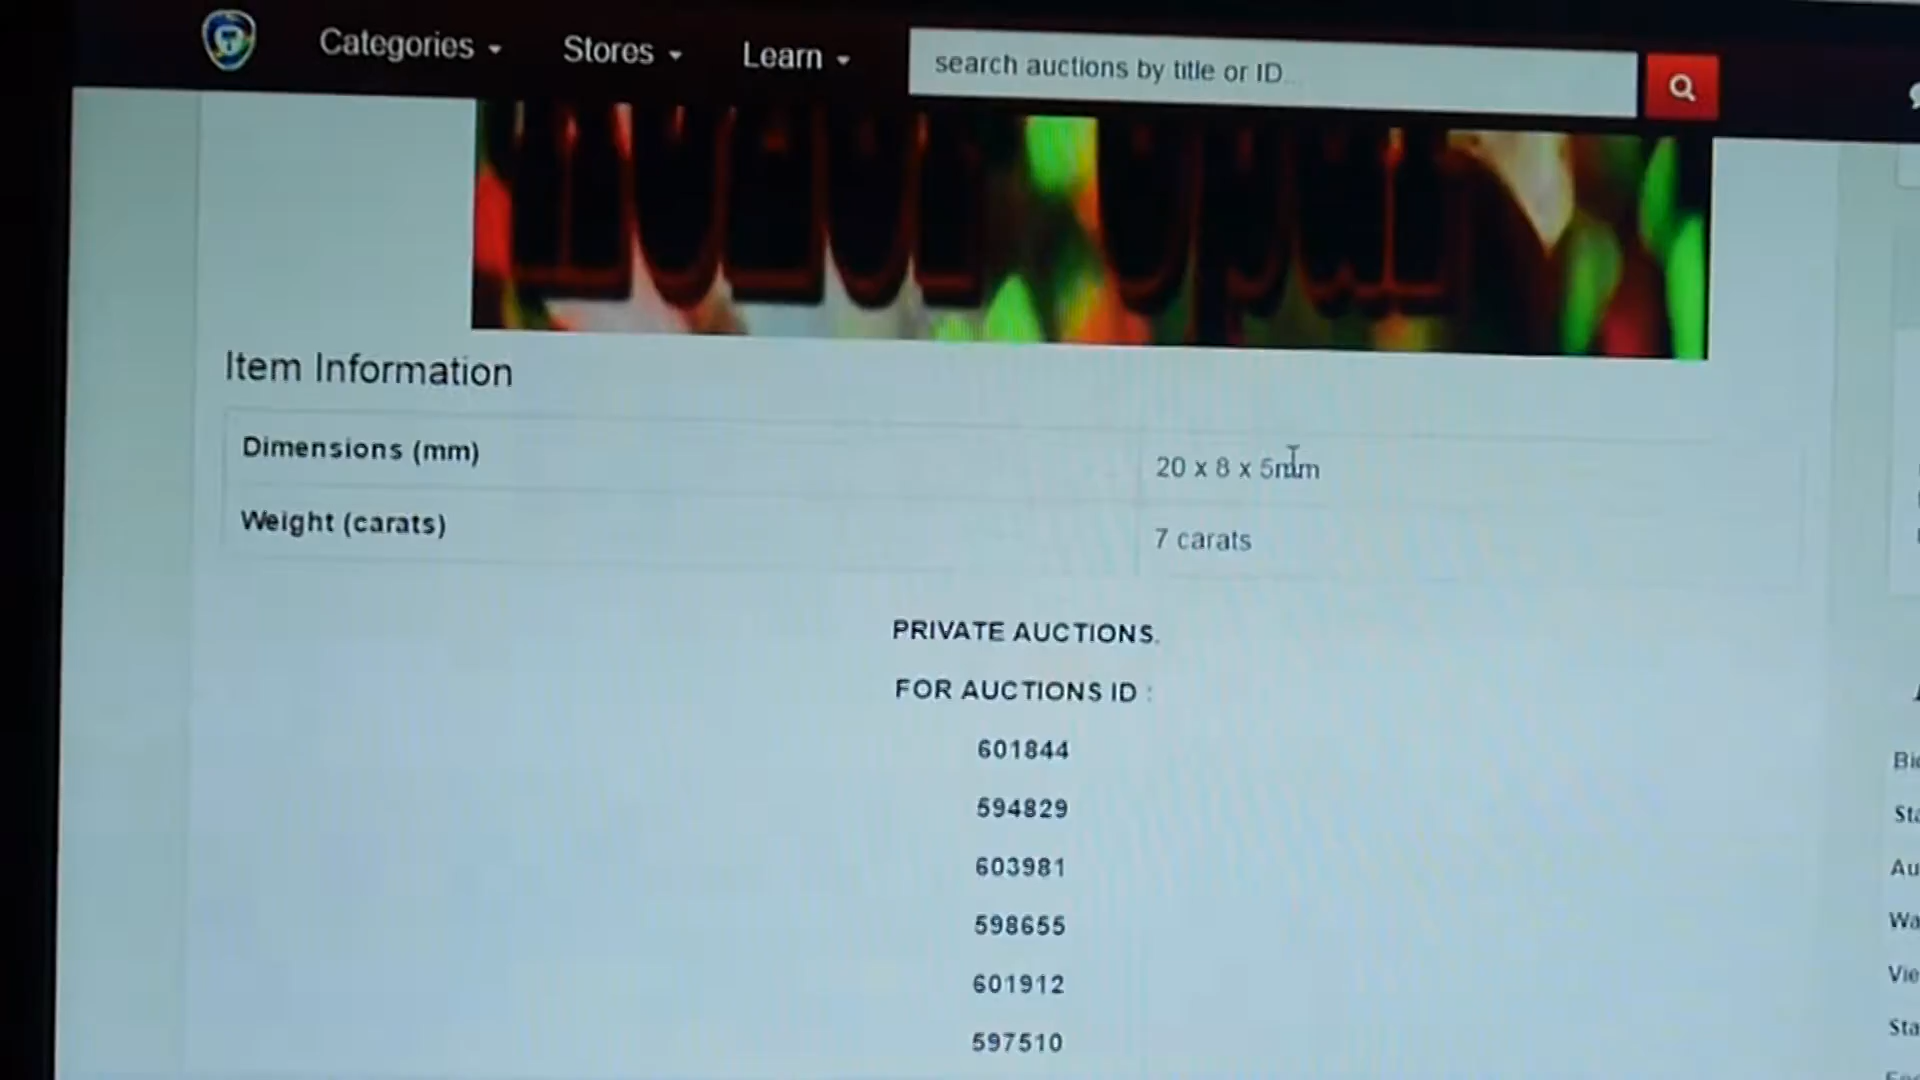 Categories
Stores
Learn
search auctions by title or ID...
Item Information
Dimensions (mm)
20 x 8 x 5mm
Weight (carats)
7 carats
PRIVATE AUCTIONS.
FOR AUCTIONS ID :
601844
594829
603981
598655
601912
597510